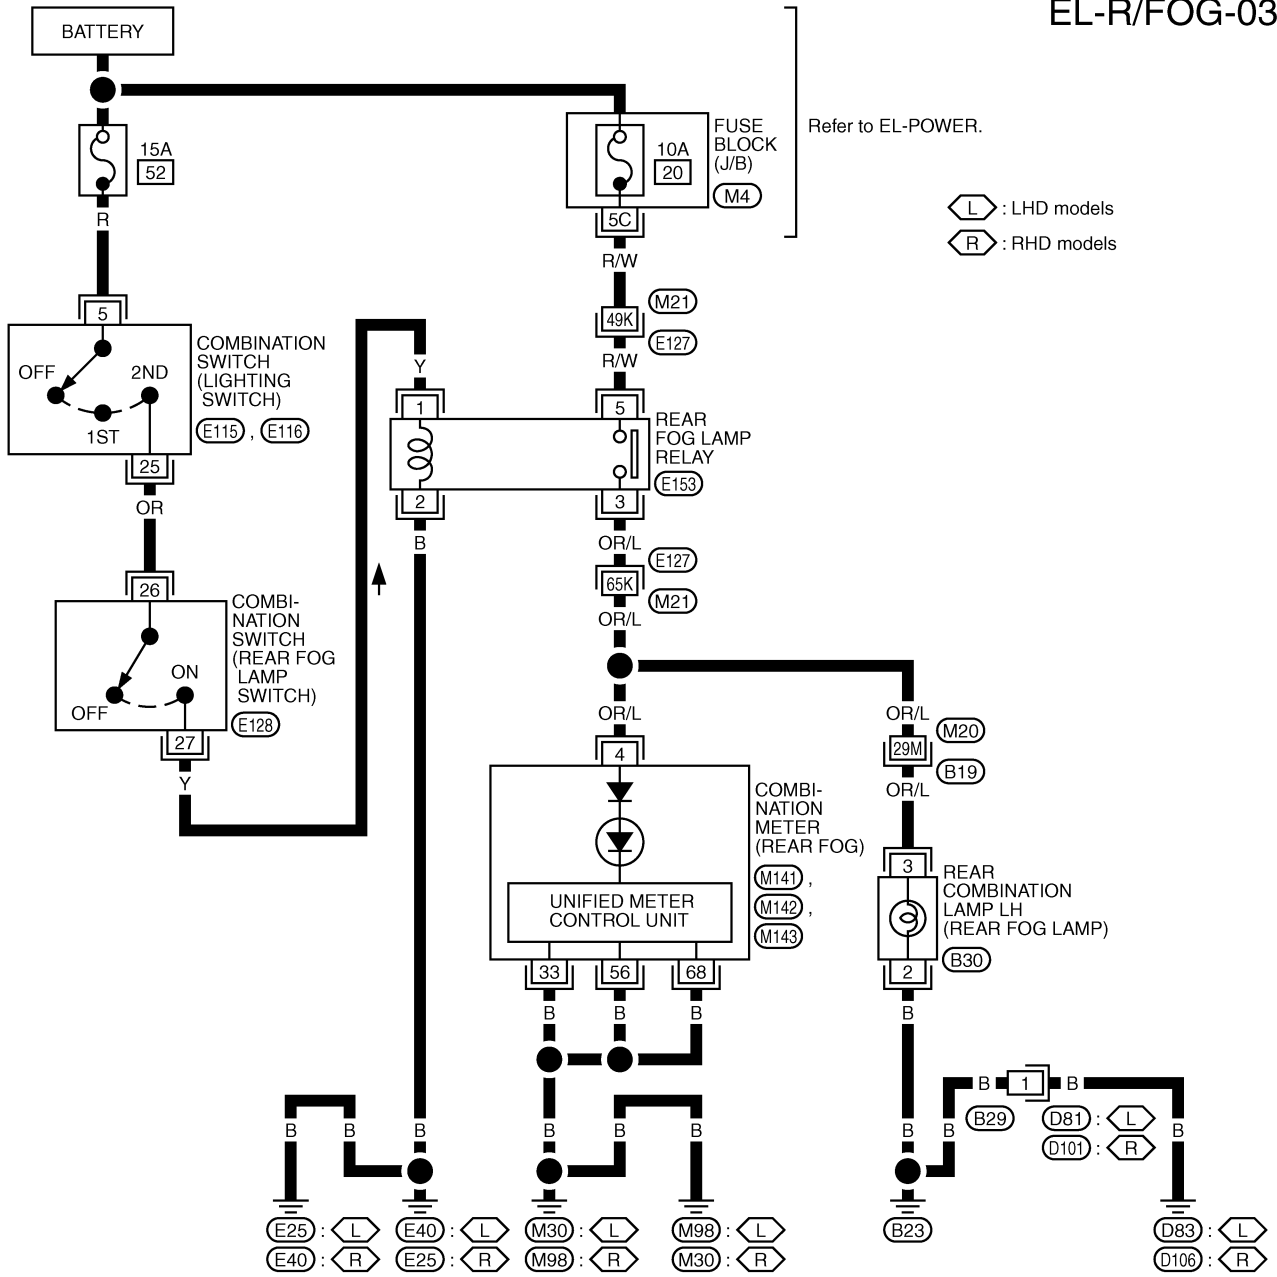 EL-R/FOG-03
BATTERY
15A
52
R
10A
20
FUSE
BLOCK
(J/B)
M4
Refer to EL-POWER.
5C
R/W
L : LHD models
R : RHD models
M21
49K
E127
R/W
5
OFF
2ND
1ST
COMBINATION
SWITCH
(LIGHTING
SWITCH)
E115 , E116
25
OR
Y
1
5
REAR
FOG LAMP
RELAY
E153
2
3
B
OR/L
E127
65K
M21
OR/L
26
ON
OFF
COMBI-
NATION
SWITCH
(REAR FOG
LAMP
SWITCH)
E128
27
Y
OR/L
4
OR/L
M20
29M
B19
OR/L
COMBI-
NATION
METER
(REAR FOG)
M141 ,
M142 ,
M143
UNIFIED METER
CONTROL UNIT
33
56
68
B
B
B
3
REAR
COMBINATION
LAMP LH
(REAR FOG LAMP)
B30
2
B
B
1
B
B29
D81 : L
D101 : R
B
B
B
B
B
B
B
B
B
E25 : L
E40 : R
E40 : L
E25 : R
M30 : L
M98 : R
M98 : L
M30 : R
B23
D83 : L
D106 : R